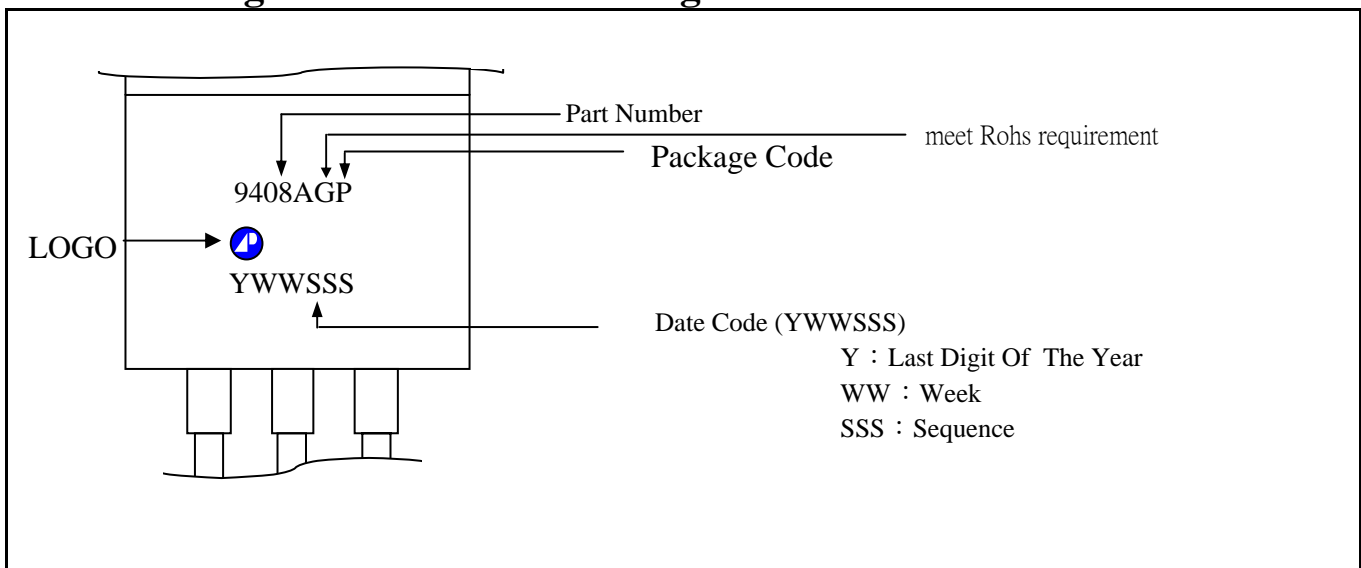 Part Number
meet Rohs requirement
Package Code
9408AGP
LOGO
YWWSSS
Date Code (YWWSSS)
Y：Last Digit Of The Year
WW：Week
SSS：Sequence